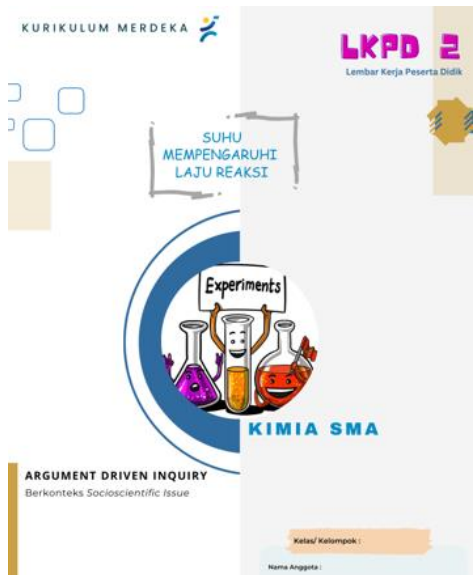 KURIKULUM MERDEKA
LKPD 2
Lembar Kerja Peserta Didik
SUHU
MEMPENGARUHI
LAJU REAKSI
Experiments
KIMIA SMA
ARGUMENT DRIVEN INQUIRY
Berkonteks Socioscientific Issue
Kelas/ Kelompok :
Nama Anggota :